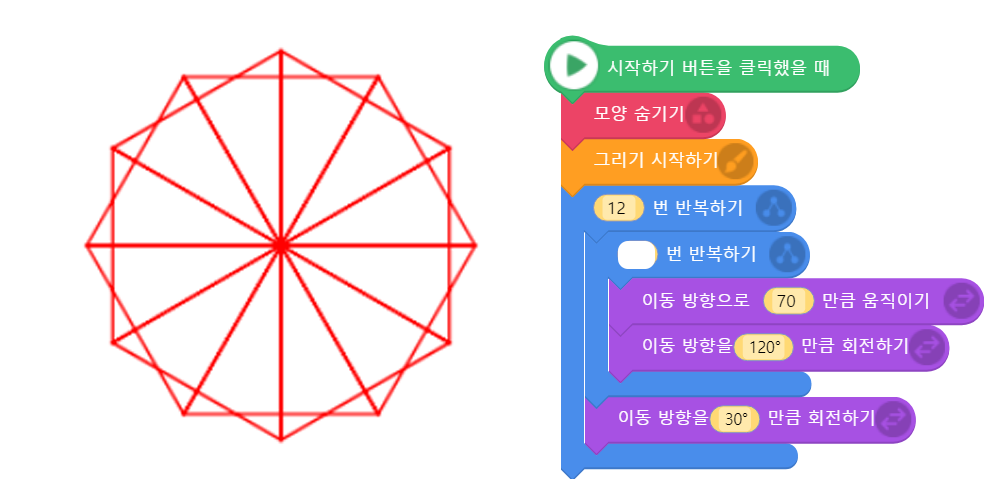 시작하기 버튼을 클릭했을 때
모양 숨기기
그리기 시작하기
12 번 반복하기
번 반복하기
이동 방향으로 70 만큼 움직이기
이동 방향을 120° 만큼 회전하기
이동 방향을 30° 만큼 회전하기